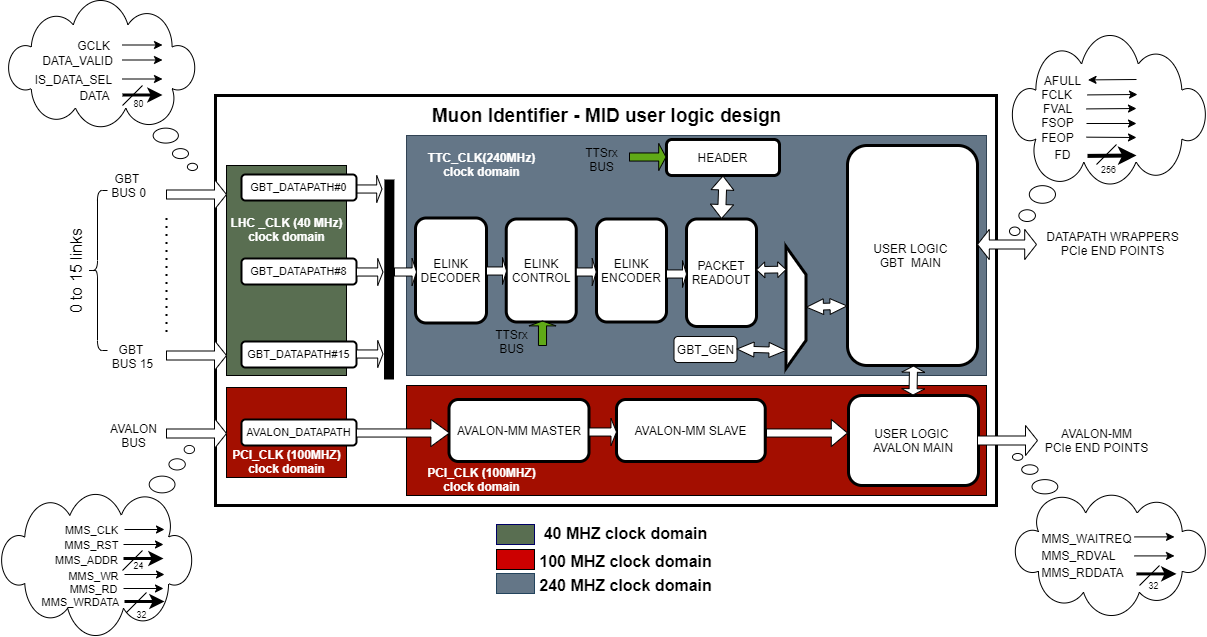 GCLK
DATA_VALID
IS_DATA_SEL
DATA
80
AFULL
FCLK
FVAL
FSOP
FEOP
FD
256
Muon Identifier - MID user logic design
GBT
BUS 0
0 to 15 links
GBT
BUS 15
GBT_DATAPATH#0
LHC _CLK (40 MHz)
clock domain
GBT_DATAPATH#8
GBT_DATAPATH#15
TTC_CLK(240MHz)
clock domain
TTSrx
BUS
HEADER
ELINK
DECODER
ELINK
CONTROL
ELINK
ENCODER
PACKET
READOUT
TTSrx
BUS
GBT_GEN
USER LOGIC
GBT  MAIN
DATAPATH WRAPPERS
PCIe END POINTS
AVALON
BUS
AVALON_DATAPATH
PCI_CLK (100MHZ)
clock domain
AVALON-MM MASTER
AVALON-MM SLAVE
PCI_CLK (100MHZ)
clock domain
USER LOGIC
AVALON MAIN
AVALON-MM
PCIe END POINTS
MMS_CLK
MMS_RST
MMS_ADDR
24
MMS_WR
MMS_RD
MMS_WRDATA
32
MMS_WAITREQ
MMS_RDVAL
MMS_RDDATA
32
40 MHZ clock domain
100 MHZ clock domain
240 MHZ clock domain